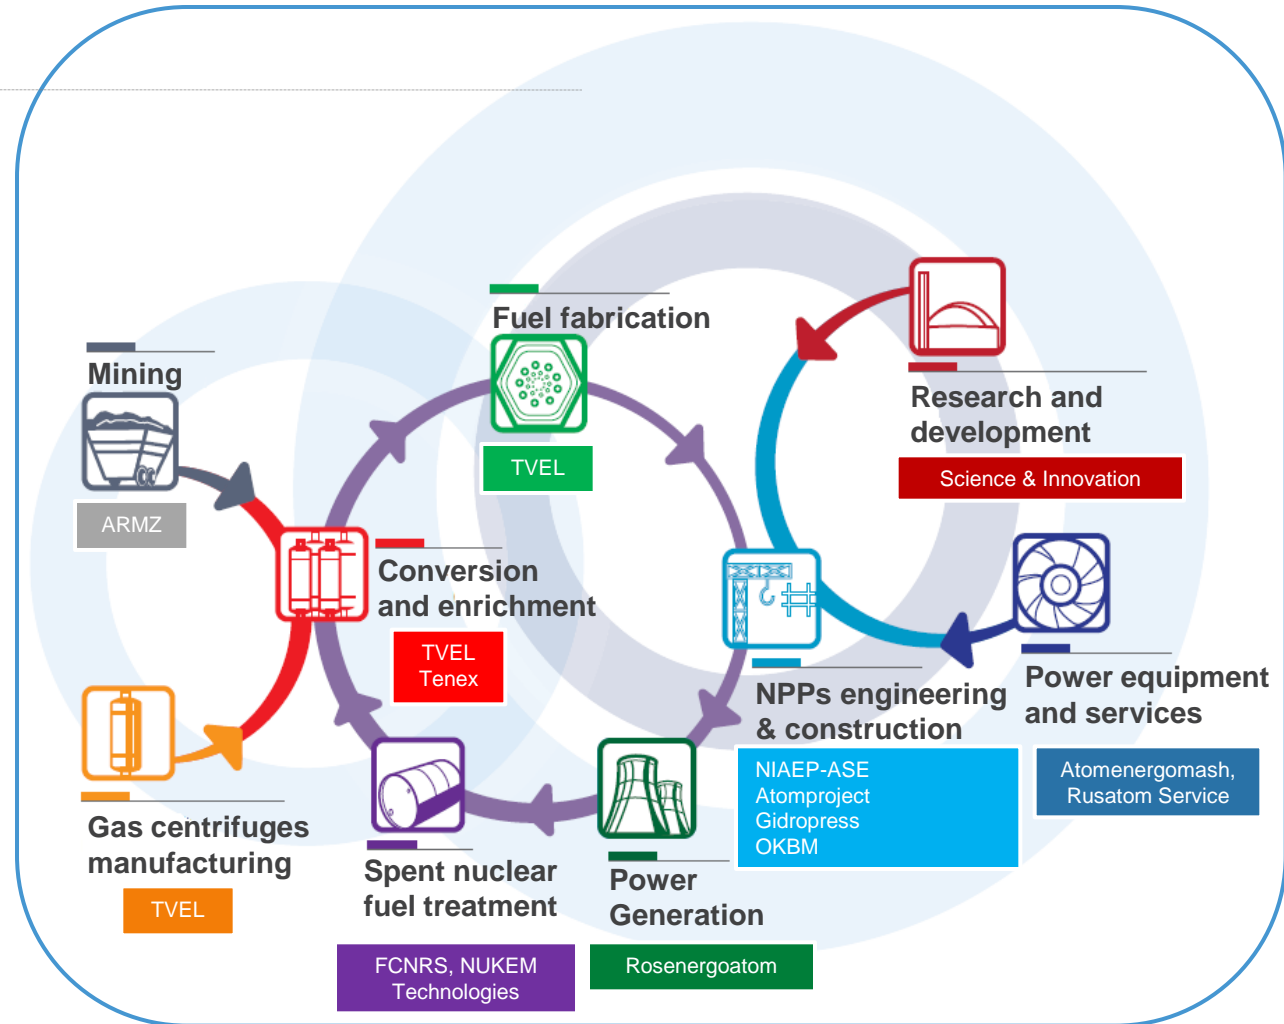 Fuel fabrication
TVEL
Mining
ARMZ
Research and
development
Science & Innovation
Conversion
and enrichment
TVEL
Tenex
Power equipment
and services
Atomenergomash,
Rusatom Service
NPPs engineering
& construction
NIAEP-ASE
Atomproject
Gidropress
OKBM
Gas centrifuges
manufacturing
TVEL
Spent nuclear
fuel treatment
FCNRS, NUKEM
Technologies
Power
Generation
Rosenergoatom